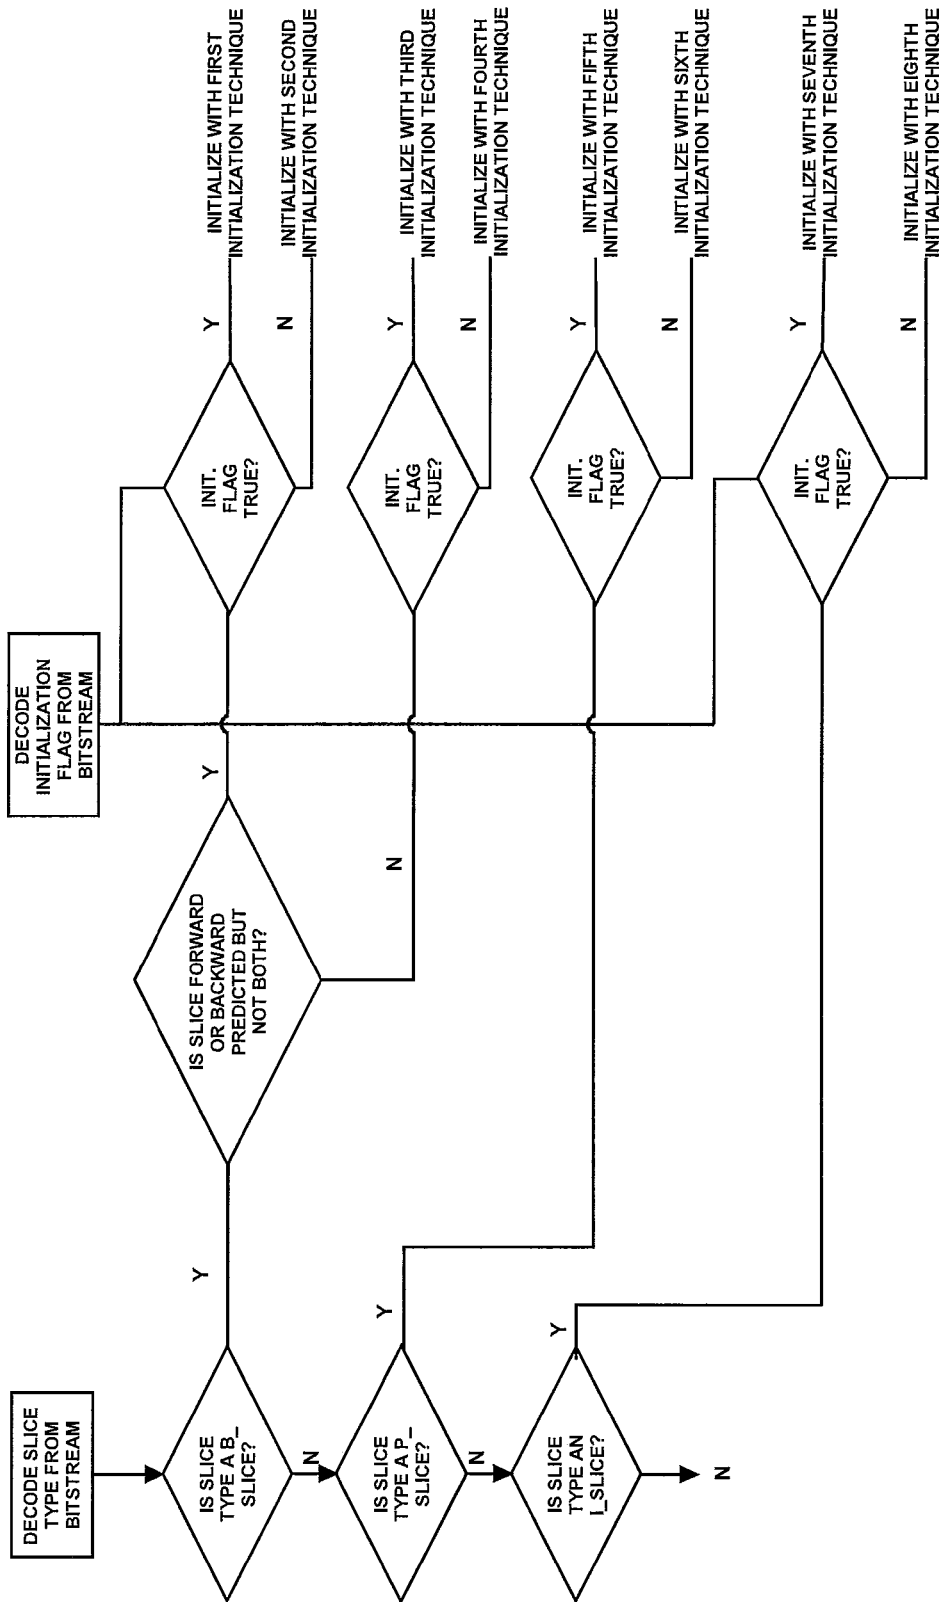 DECODE SLICE
TYPE FROM
BITSTREAM
IS SLICE
TYPE A B_
SLICE?
Y
N
IS SLICE
TYPE A P_
SLICE?
Y
N
IS SLICE
TYPE AN
I_SLICE?
Y
N
IS SLICE FORWARD
OR BACKWARD
PREDICTED BUT
NOT BOTH?
Y
N
DECODE
INITIALIZATION
FLAG FROM
BITSTREAM
INIT.
FLAG
TRUE?
Y
N
INITIALIZE WITH FIRST
INITIALIZATION TECHNIQUE
INITIALIZE WITH SECOND
INITIALIZATION TECHNIQUE
INIT.
FLAG
TRUE?
Y
N
INITIALIZE WITH THIRD
INITIALIZATION TECHNIQUE
INITIALIZE WITH FOURTH
INITIALIZATION TECHNIQUE
INIT.
FLAG
TRUE?
Y
N
INITIALIZE WITH FIFTH
INITIALIZATION TECHNIQUE
INITIALIZE WITH SIXTH
INITIALIZATION TECHNIQUE
INIT.
FLAG
TRUE?
Y
N
INITIALIZE WITH SEVENTH
INITIALIZATION TECHNIQUE
INITIALIZE WITH EIGHTH
INITIALIZATION TECHNIQUE